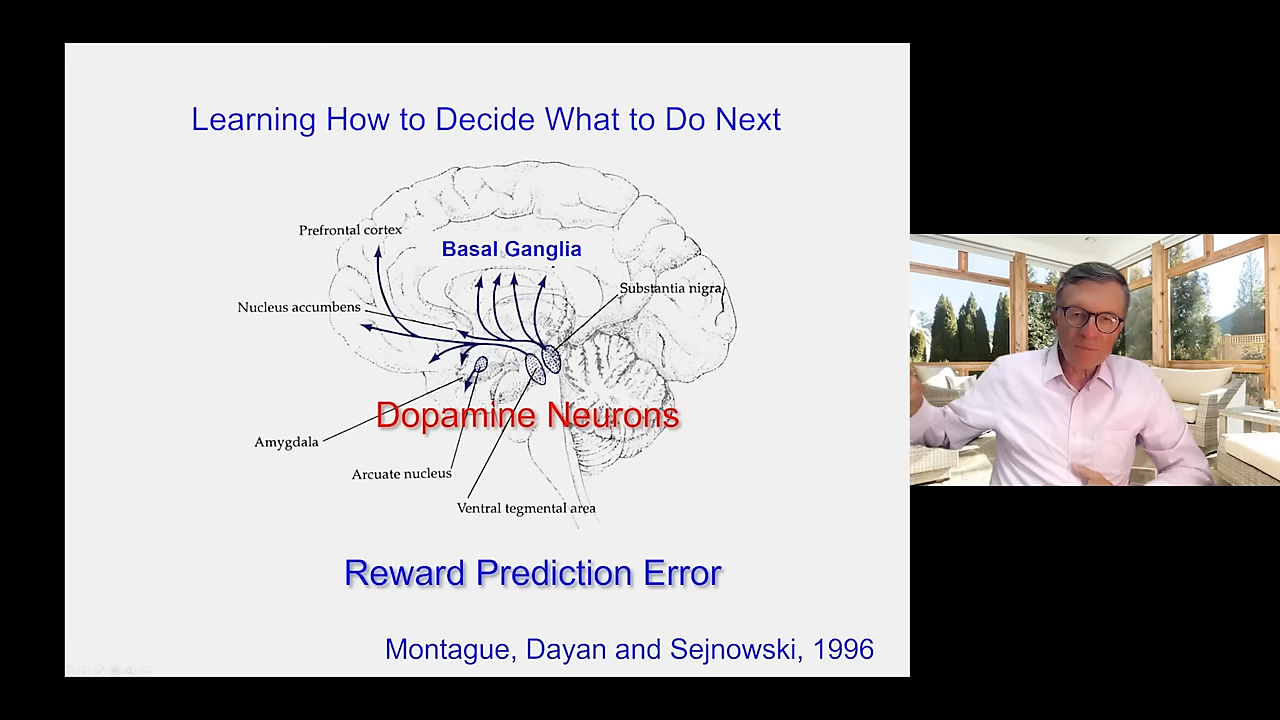 Learning How to Decide What to Do Next
Prefrontal cortex
Basal Ganglia
Substantia nigra
Nucleus accumbens
Dopamine Neurons
Amygdala
Arcuate nucleus
Ventral tegmental area
Reward Prediction Error
Montague, Dayan and Sejnowski, 1996